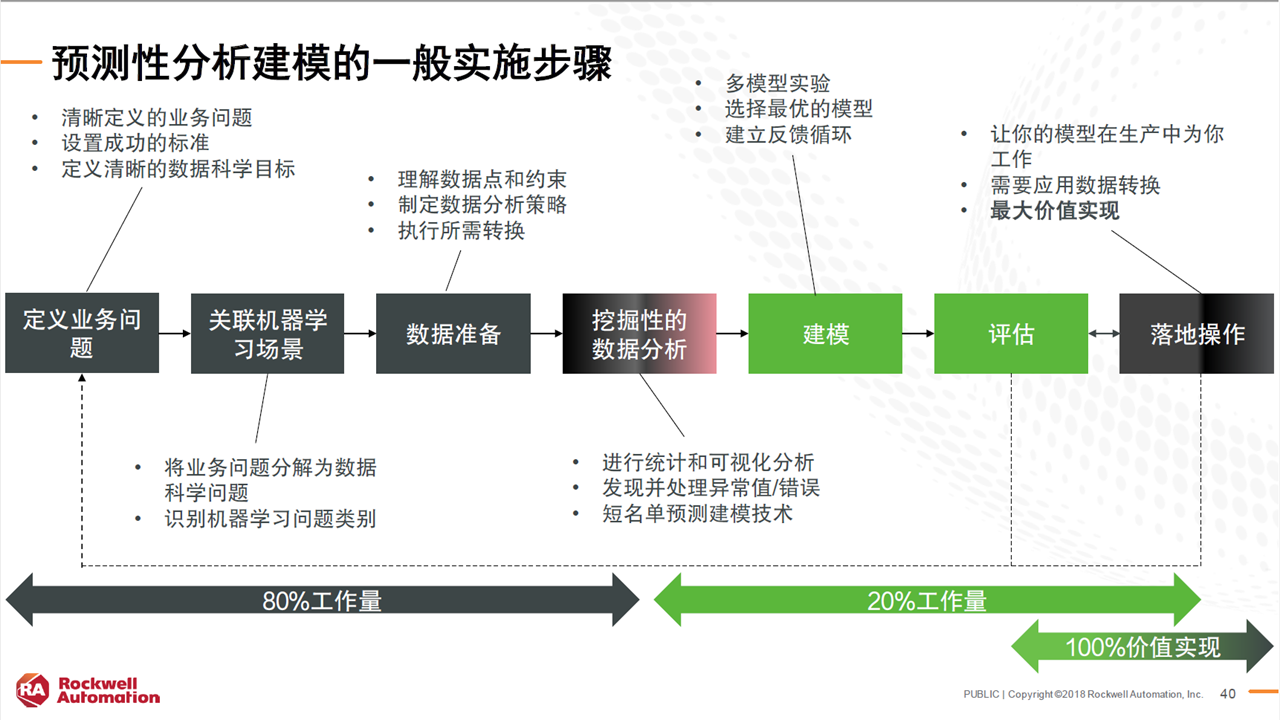 预测性分析建模的一般实施步骤
• 清晰定义的业务问题
• 设置成功的标准
• 定义清晰的数据科学目标
• 理解数据点和约束
• 制定数据分析策略
• 执行所需转换
• 多模型实验
• 选择最优的模型
• 建立反馈循环
• 让你的模型在生产中为你
工作
• 需要应用数据转换
• 最大价值实现
定义业务问
题
关联机器学
习场景
数据准备
挖掘性的
数据分析
建模
评估
落地操作
• 将业务问题分解为数据
科学问题
• 识别机器学习问题类别
• 进行统计和可视化分析
• 发现并处理异常值/错误
• 短名单预测建模技术
80%工作量
20%工作量
100%价值实现
RA
Rockwell
Automation
PUBLIC | Copyright ©2018 Rockwell Automation, Inc.
40